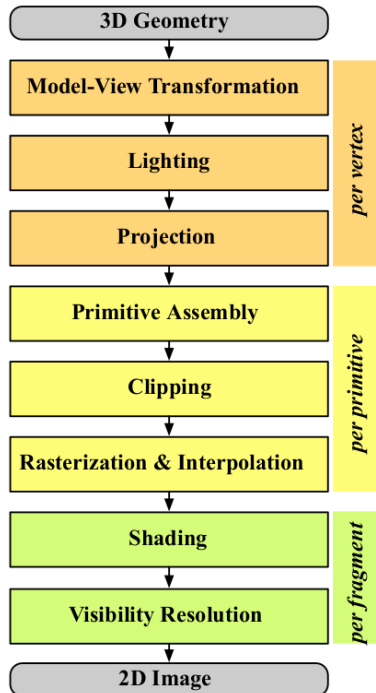 3D Geometry
Model-View Transformation
Lighting
Projection
per vertex
Primitive Assembly
Clipping
Rasterization & Interpolation
per primitive
Shading
Visibility Resolution
per fragment
2D Image